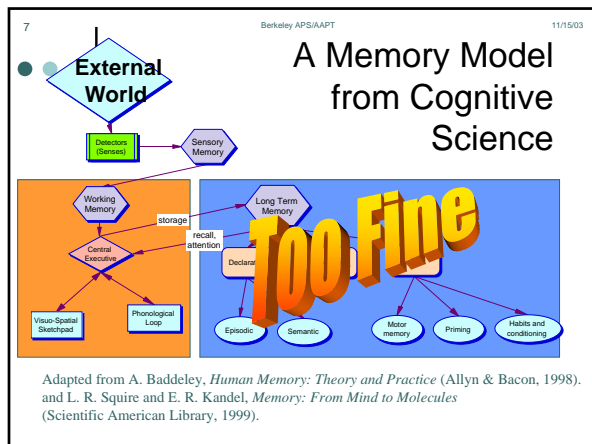 7
Berkeley APS/AAPT
11/15/03
A Memory Model
from Cognitive
Science
External
World
Detectors
(Senses)
Sensory
Memory
Working
Memory
Long Term
Memory
storage
recall,
attention
Central
Executive
Too Fine
Visuo-Spatial
Sketchpad
Phonological
Loop
Episodic
Semantic
Motor
memory
Priming
Habits and
conditioning
Adapted from A. Baddeley, Human Memory: Theory and Practice (Allyn & Bacon, 1998).
and L. R. Squire and E. R. Kandel, Memory: From Mind to Molecules
(Scientific American Library, 1999).